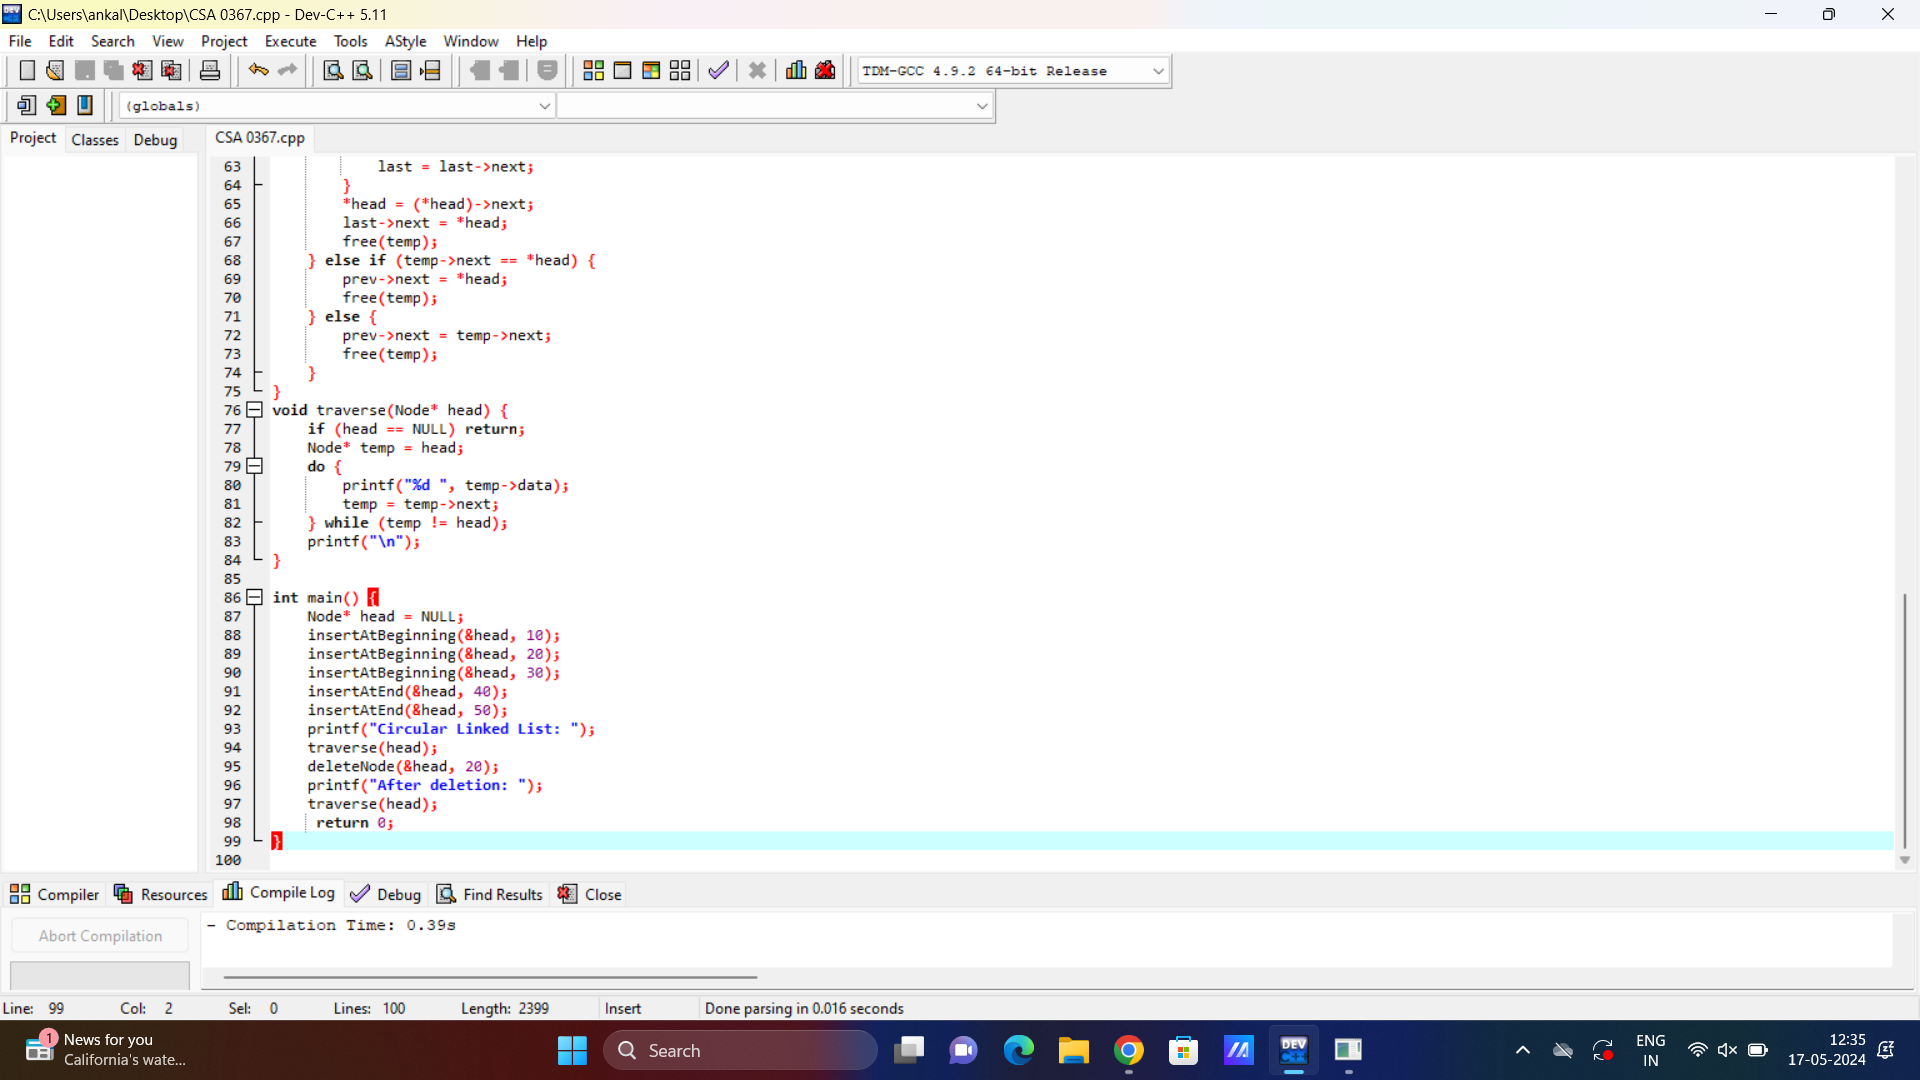 C:\Users\ankal\Desktop\CSA 0367.cpp - Dev-C++ 5.11
File Edit Search View Project Execute Tools AStyle Window Help
TDM-GCC 4.9.2 64-bit Release
(globals)
Project Classes Debug CSA 0367.cpp
63 last = last->next;
64 }
65 *head = (*head)->next;
66 last->next = *head;
67 free(temp);
68 } else if (temp->next == *head) {
69 prev->next = *head;
70 free(temp);
71 } else {
72 prev->next = temp->next;
73 free(temp);
74 }
75 }
76 void traverse(Node* head) {
77 if (head == NULL) return;
78 Node* temp = head;
79 do {
80 printf("%d ", temp->data);
81 temp = temp->next;
82 } while (temp != head);
83 printf("\n");
84 }
85
86 int main() {
87 Node* head = NULL;
88 insertAtBeginning(&head, 10);
89 insertAtBeginning(&head, 20);
90 insertAtBeginning(&head, 30);
91 insertAtEnd(&head, 40);
92 insertAtEnd(&head, 50);
93 printf("Circular Linked List: ");
94 traverse(head);
95 deleteNode(&head, 20);
96 printf("After deletion: ");
97 traverse(head);
98 return 0;
99 }
100
Compiler Resources Compile Log Debug Find Results Close
Abort Compilation
- Compilation Time: 0.39s
Line: 99 Col: 2 Sel: 0 Lines: 100 Length: 2399 Insert Done parsing in 0.016 seconds
1
News for you
California's wate...
Search
DEV C++
ENG
IN
12:35
17-05-2024